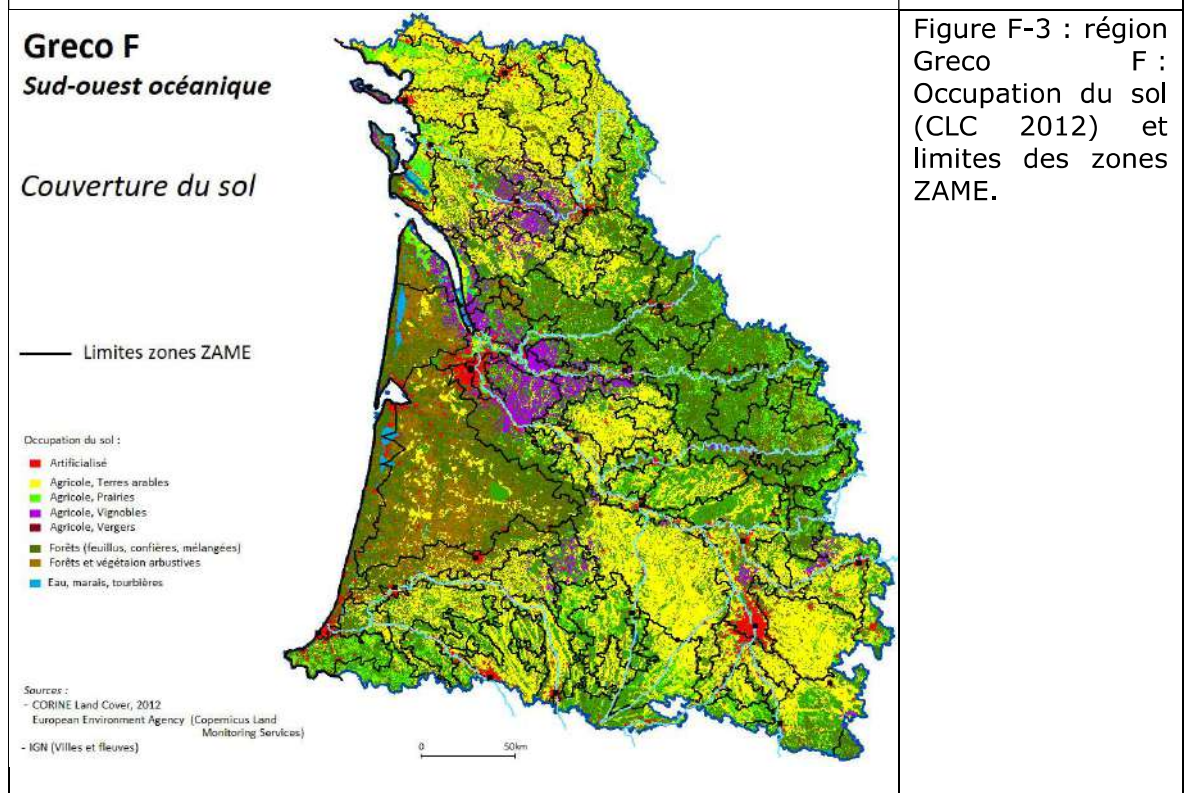 Greco F
Sud-ouest océanique
Couverture du sol
Limites zones ZAME
Occupation du sol :
Artificialisé
Agricole, Terres arables
Agricole, Prairies
Agricole, Vignobles
Agricole, Vergers
Forêts (feuillus, confières, mélangées)
Forêts et végétaion arbustives
Eau, marais, tourbières
Sources :
- CORINE Land Cover, 2012
European Environment Agency (Copernicus Land
Monitoring Services)
- IGN (Villes et fleuves)
0 50km
Figure F-3 : région
Greco F :
Occupation du sol
(CLC 2012) et
limites des zones
ZAME.